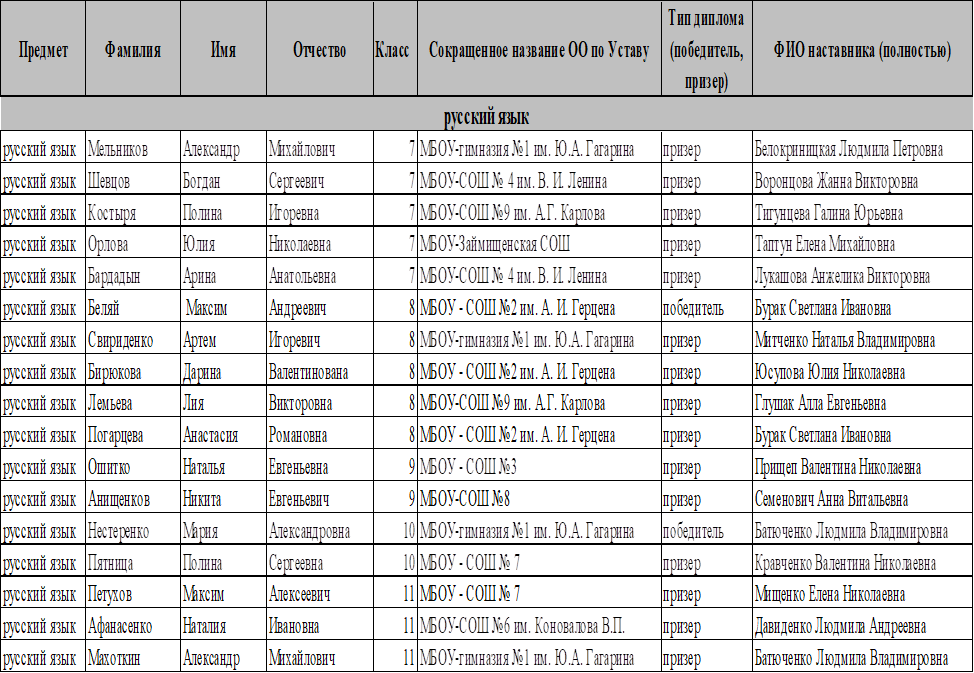 Предмет Фамилия Имя Отчество Класс Сокращенное название ОО по Уставу Тип диплома (победитель, призер) ФИО наставника (полностью)
русский язык
русский язык Мельников Александр Михайлович 7 МБОУ-гимназия №1 им. Ю.А. Гагарина призер Белокриницкая Людмила Петровна
русский язык Шевцов Богдан Сергеевич 7 МБОУ-СОШ № 4 им. В. И. Ленина призер Воронцова Жанна Викторовна
русский язык Костыря Полина Игоревна 7 МБОУ-СОШ №9 им. А.Г. Карлова призер Тигунцева Галина Юрьевна
русский язык Орлова Юлия Николаевна 7 МБОУ-Займищенская СОШ призер Таптун Елена Михайловна
русский язык Бардадын Арина Анатольевна 7 МБОУ-СОШ № 4 им. В. И. Ленина призер Лукашова Анжелика Викторовна
русский язык Беляй Максим Андреевич 8 МБОУ - СОШ №2 им. А. И. Герцена победитель Бурак Светлана Ивановна
русский язык Свириденко Артем Игоревич 8 МБОУ-гимназия №1 им. Ю.А. Гагарина призер Митченко Наталья Владимировна
русский язык Бирюкова Дарина Валентинована 8 МБОУ - СОШ №2 им. А. И. Герцена призер Юсупова Юлия Николаевна
русский язык Лемьева Лия Викторовна 8 МБОУ-СОШ №9 им. А.Г. Карлова призер Глушак Алла Евгеньевна
русский язык Погарцева Анастасия Романовна 8 МБОУ - СОШ №2 им. А. И. Герцена призер Бурак Светлана Ивановна
русский язык Ошитко Наталья Евгеньевна 9 МБОУ - СОШ №3 призер Прищеп Валентина Николаевна
русский язык Анищенков Никита Евгеньевич 9 МБОУ-СОШ №8 призер Семенович Анна Витальевна
русский язык Нестеренко Мария Александровна 10 МБОУ-гимназия №1 им. Ю.А. Гагарина победитель Батюченко Людмила Владимировна
русский язык Пятница Полина Сергеевна 10 МБОУ - СОШ № 7 призер Кравченко Валентина Николаевна
русский язык Петухов Максим Алексеевич 11 МБОУ - СОШ № 7 призер Мищенко Елена Николаевна
русский язык Афанасенко Наталия Ивановна 11 МБОУ-СОШ №6 им. Коновалова В.П. призер Давиденко Людмила Андреевна
русский язык Махоткин Александр Михайлович 11 МБОУ-гимназия №1 им. Ю.А. Гагарина призер Батюченко Людмила Владимировна